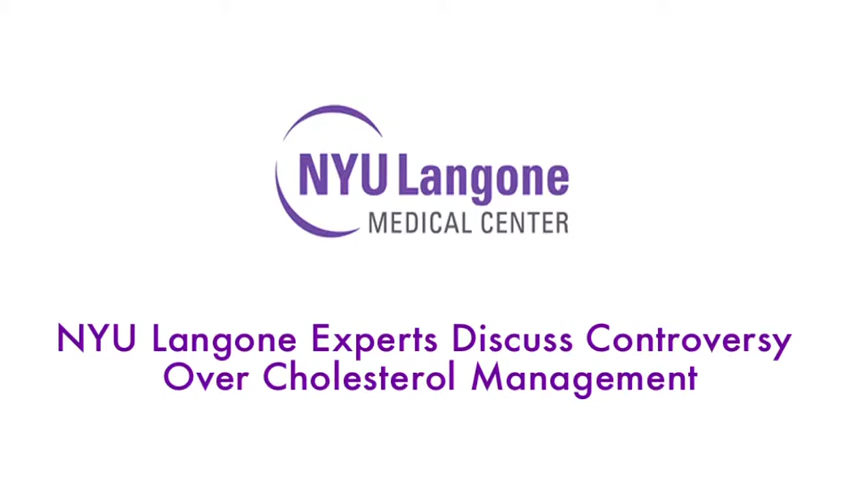 NYU Langone
MEDICAL CENTER
NYU Langone Experts Discuss Controversy
Over Cholesterol Management